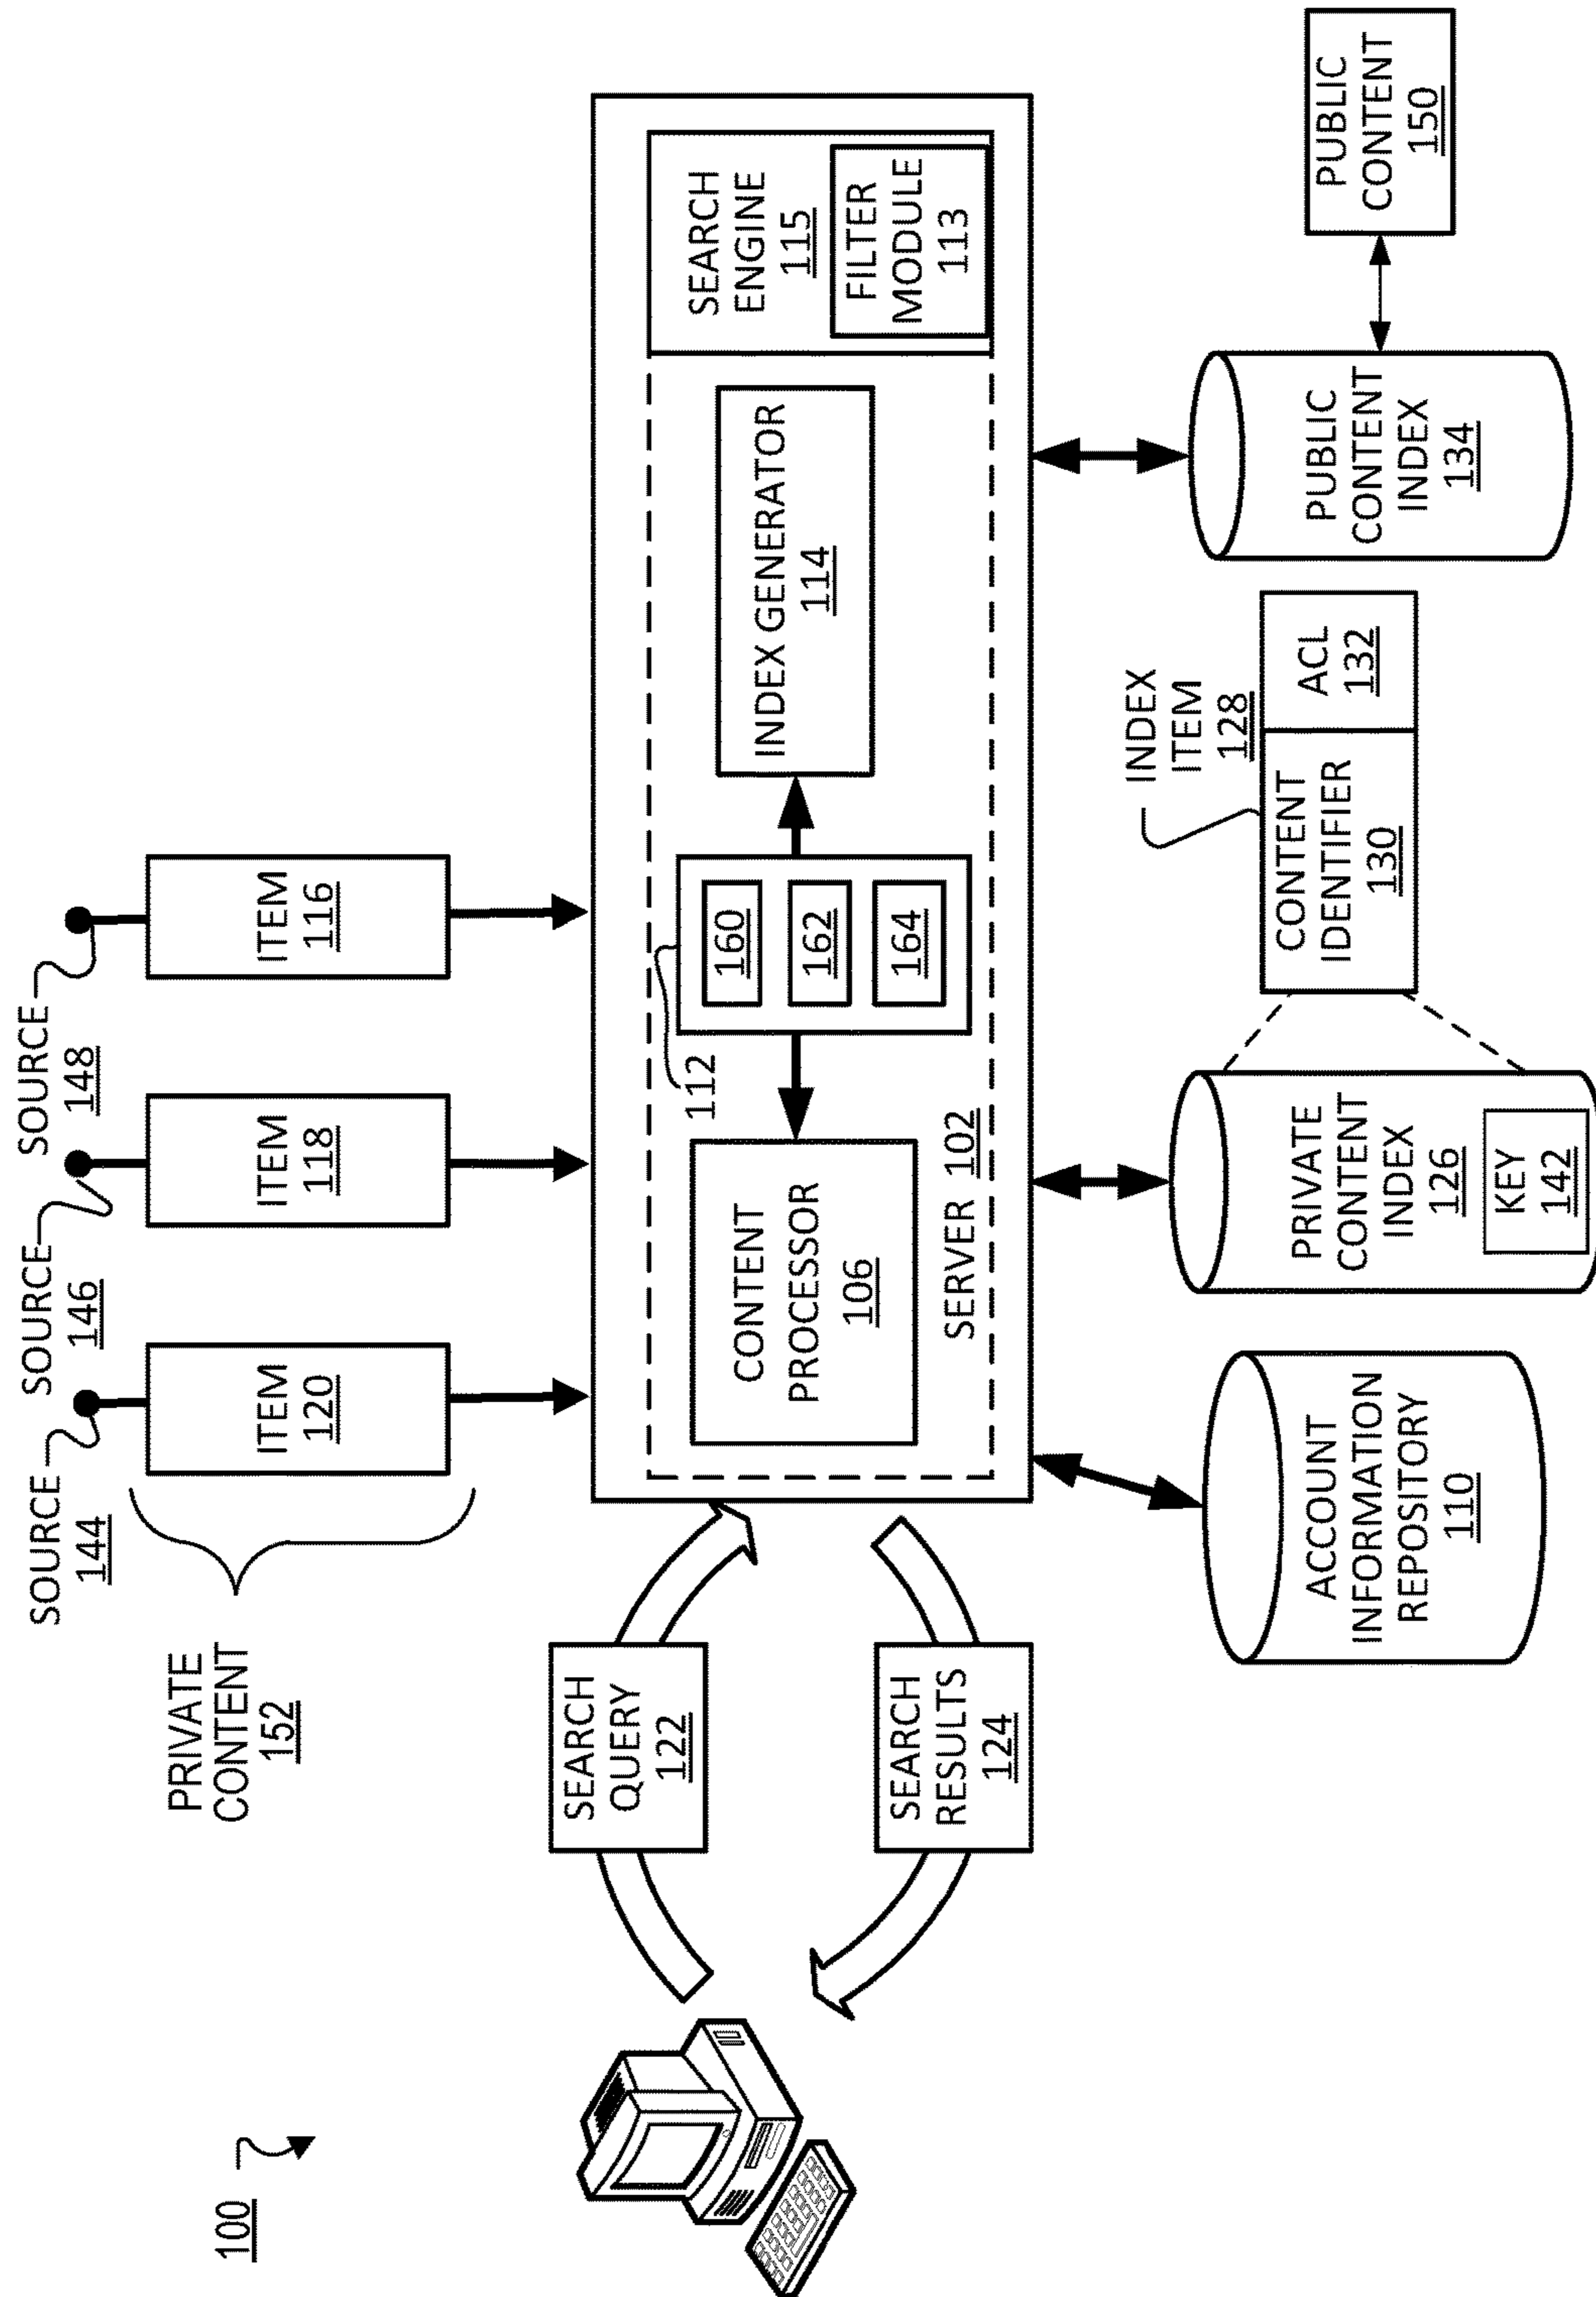 100
PRIVATE
CONTENT
152
SOURCE
144
SOURCE
146
SOURCE
148
ITEM
120
ITEM
118
ITEM
116
SEARCH
QUERY
122
SEARCH
RESULTS
124
CONTENT
PROCESSOR
106
SERVER 102
112
160
162
164
INDEX GENERATOR
114
SEARCH
ENGINE
115
FILTER
MODULE
113
ACCOUNT
INFORMATION
REPOSITORY
110
PRIVATE
CONTENT
INDEX
126
KEY
142
INDEX
ITEM
128
CONTENT
IDENTIFIER
130
ACL
132
PUBLIC
CONTENT
INDEX
134
PUBLIC
CONTENT
150